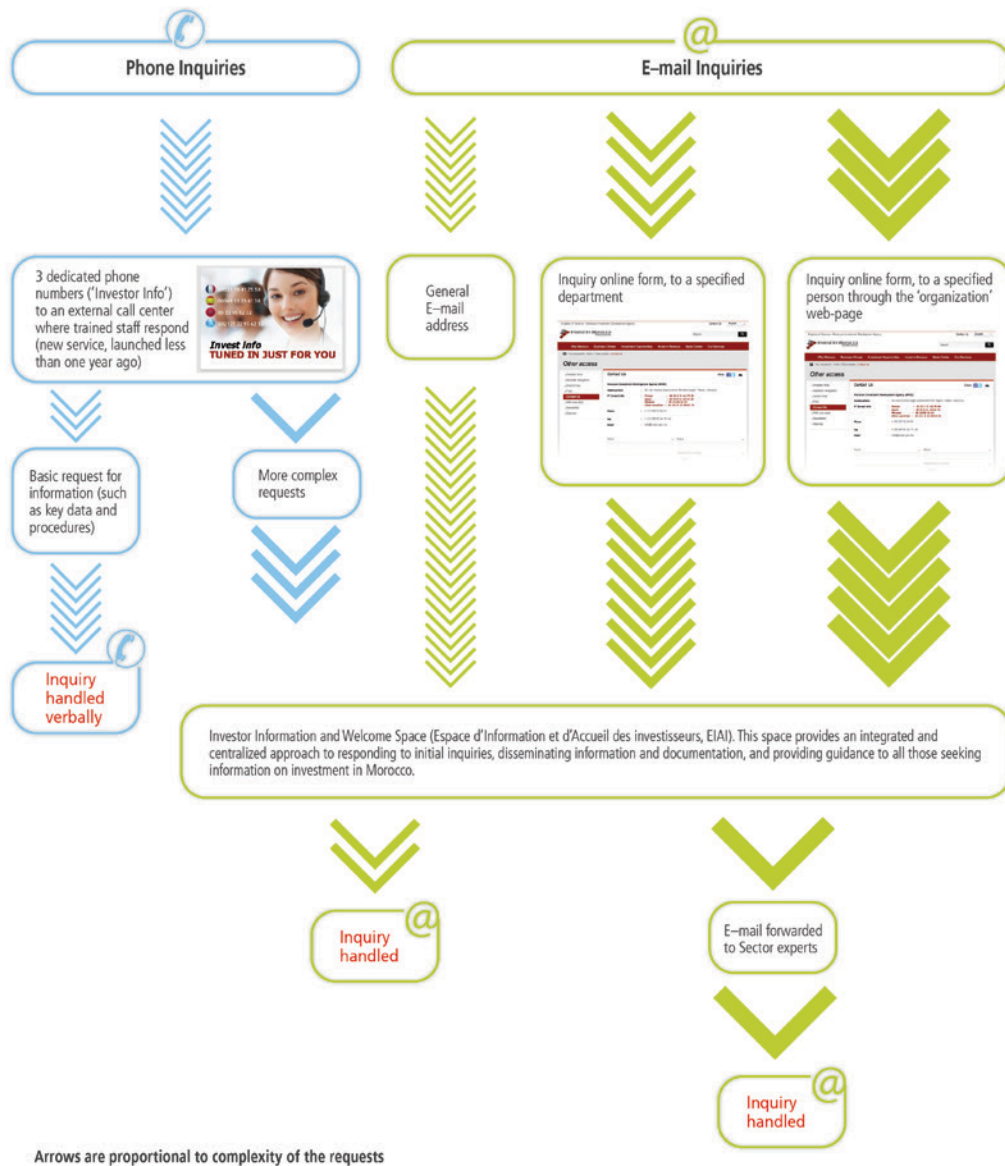 Phone Inquiries
@
E–mail Inquiries
3 dedicated phone
numbers ('Investor Info')
to an external call center
where trained staff respond
(new service, launched less
than one year ago)
Invest info
TUNED IN JUST FOR YOU
General
E–mail
address
Inquiry online form, to a specified
department
Other access
Contact Us
Inquiry online form, to a specified
person through the 'organization'
web-page
Other access
Contact Us
Basic request for
information (such
as key data and
procedures)
More complex
requests
Inquiry
handled
verbally
Investor Information and Welcome Space (Espace d'Information et d'Accueil des investisseurs, EIAI). This space provides an integrated and
centralized approach to responding to initial inquiries, disseminating information and documentation, and providing guidance to all those seeking
information on investment in Morocco.
@
Inquiry
handled
E–mail forwarded
to Sector experts
@
Inquiry
handled
Arrows are proportional to complexity of the requests